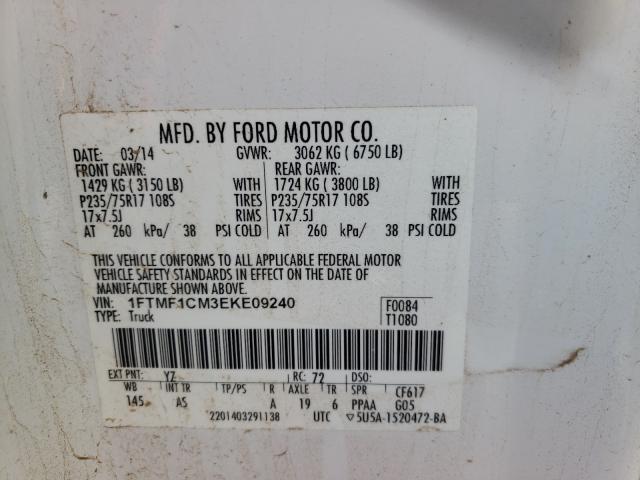 MFD. BY FORD MOTOR CO.
DATE: 03/14 GVWR: 3062 KG ( 6750 LB)
FRONT GAWR: REAR GAWR:
1429 KG ( 3150 LB) WITH 1724 KG ( 3800 LB) WITH
P235/75R17 108S TIRES P235/75R17 108S TIRES
17x7.5J RIMS 17x7.5J RIMS
AT 260 kPa/ 38 PSI COLD AT 260 kPa/ 38 PSI COLD
THIS VEHICLE CONFORMS TO ALL APPLICABLE FEDERAL MOTOR
VEHICLE SAFETY STANDARDS IN EFFECT ON THE DATE OF
MANUFACTURE SHOWN ABOVE.
VIN: 1FTMF1CM3EKE09240 F0084
TYPE: Truck T1080
EXT PNT: YZ RC: 72 DSO:
WB INT TR TP/PS R AXLE TR SPR CF617
145 AS A 19 6 PPAA G05
2201403291138 UTC ▽5U5A-1520472-BA